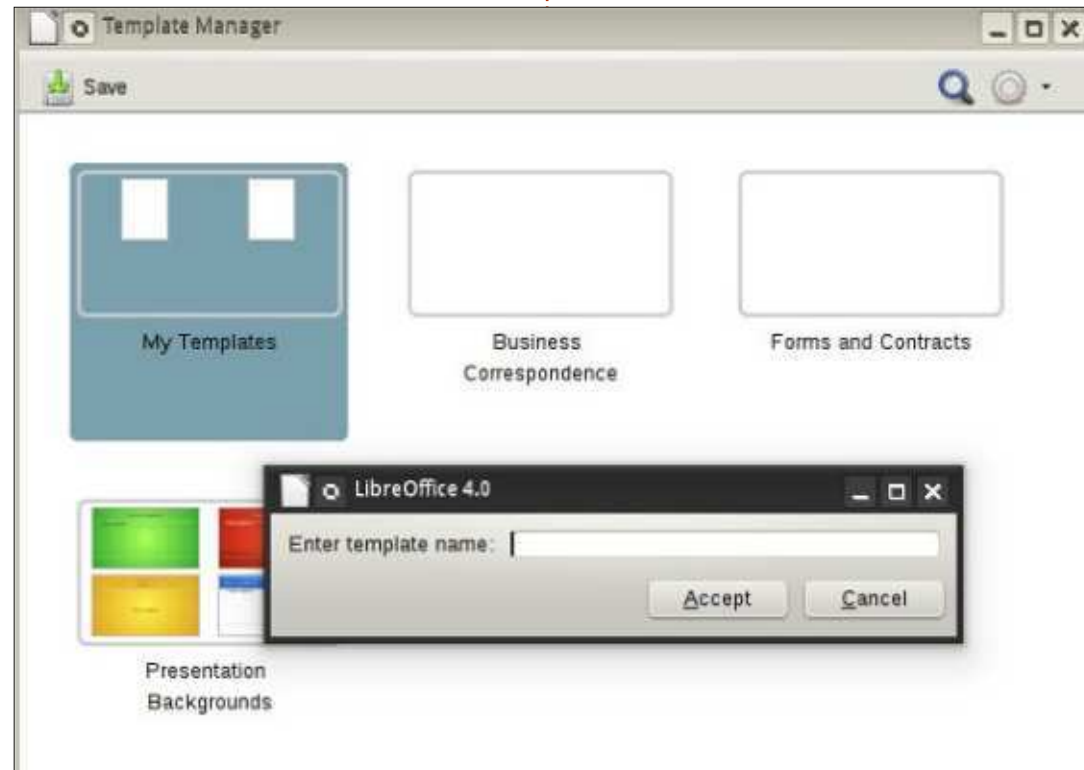 Template Manager
Save
My Templates
Business
Correspondence
Forms and Contracts
LibreOffice 4.0
Enter template name:
Accept
Cancel
Presentation
Backgrounds